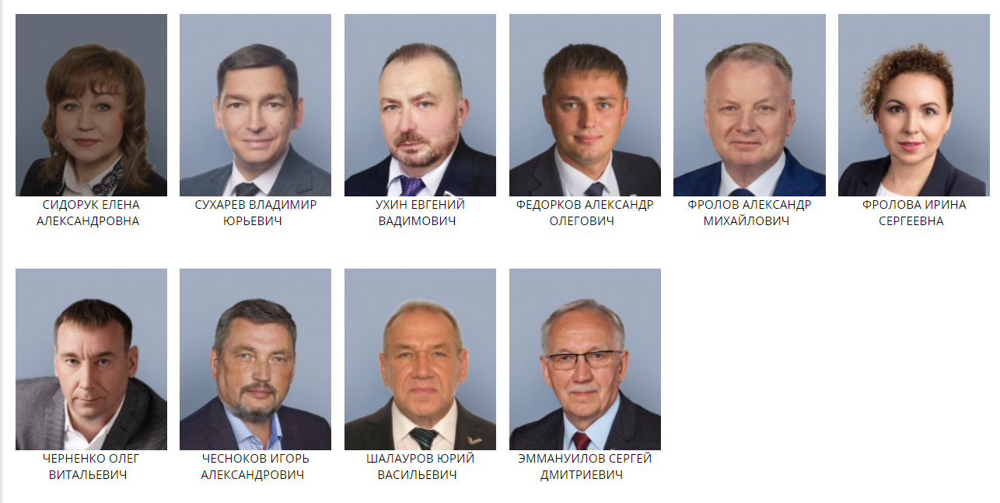 СИДОРУК ЕЛЕНА
АЛЕКСАНДРОВНА
СУХАРЕВ ВЛАДИМИР
ЮРЬЕВИЧ
УХИН ЕВГЕНИЙ
ВАДИМОВИЧ
ФЕДОРКОВ АЛЕКСАНДР
ОЛЕГОВИЧ
ФРОЛОВ АЛЕКСАНДР
МИХАЙЛОВИЧ
ФРОЛОВА ИРИНА
СЕРГЕЕВНА
ЧЕРНЕНКО ОЛЕГ
ВИТАЛЬЕВИЧ
ЧЕСНОКОВ ИГОРЬ
АЛЕКСАНДРОВИЧ
ШАЛАУРОВ ЮРИЙ
ВАСИЛЬЕВИЧ
ЭММАНУИЛОВ СЕРГЕЙ
ДМИТРИЕВИЧ